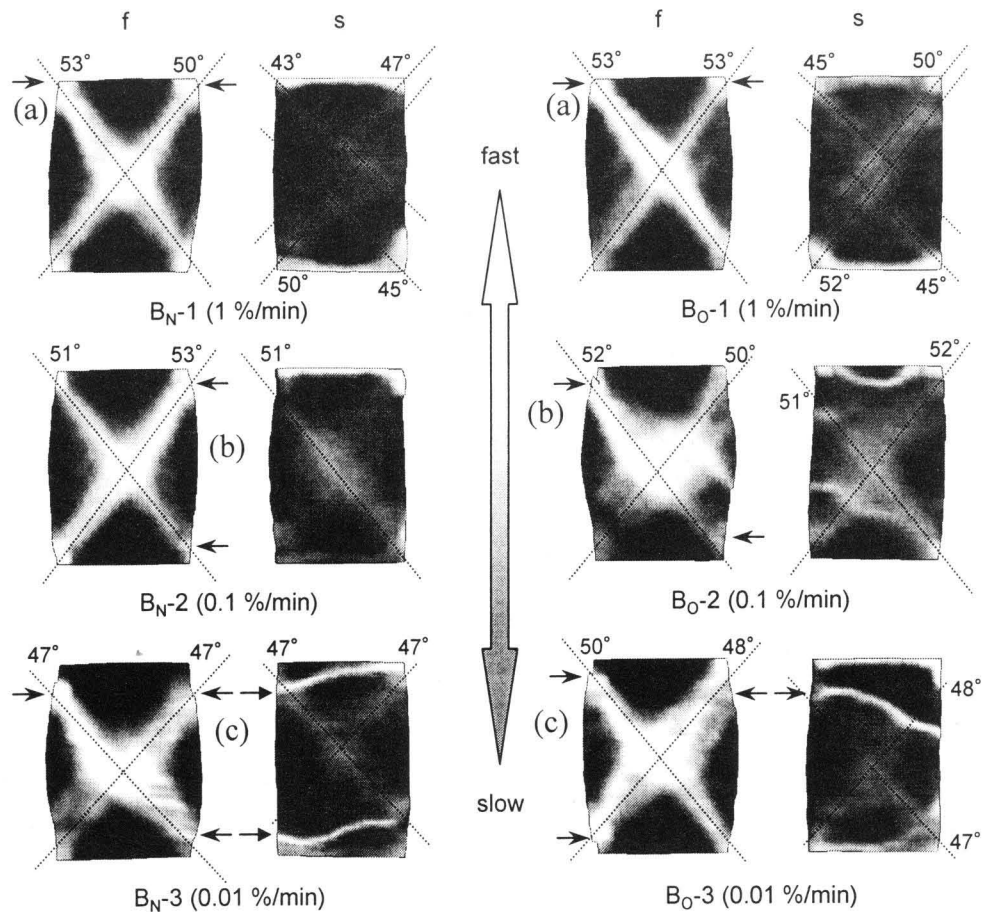 f s f s
53° 50° 43° 47° 53° 53° 45° 50°
(a) (a)
fast
50° 45° 52° 45°
B_N-1 (1 %/min) B_O-1 (1 %/min)
51° 53° 51° 52° 50° 52°
51°
(b) (b)
B_N-2 (0.1 %/min) B_O-2 (0.1 %/min)
47° 47° 47° 47° 50° 48°
48°
(c) (c)
slow
47°
B_N-3 (0.01 %/min) B_O-3 (0.01 %/min)